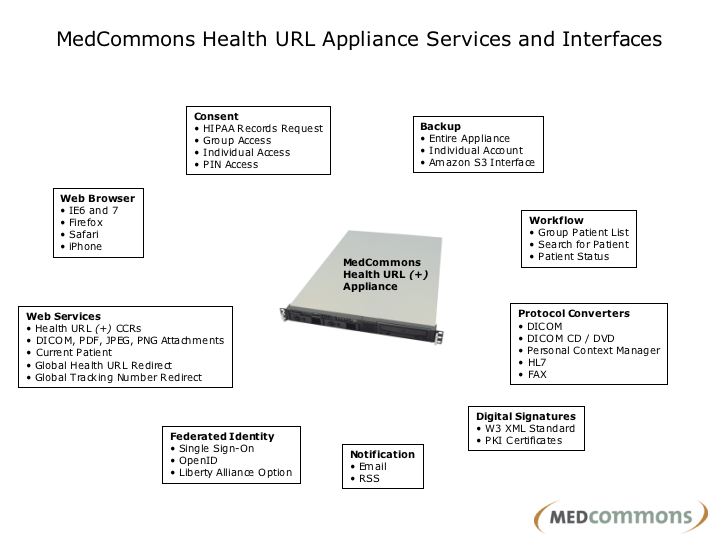 MedCommons Health URL Appliance Services and Interfaces
Consent
• HIPAA Records Request
• Group Access
• Individual Access
• PIN Access
Backup
• Entire Appliance
• Individual Account
• Amazon S3 Interface
Web Browser
• IE6 and 7
• Firefox
• Safari
• iPhone
Workflow
• Group Patient List
• Search for Patient
• Patient Status
MedCommons
Health URL (+)
Appliance
Web Services
• Health URL (+) CCRs
• DICOM, PDF, JPEG, PNG Attachments
• Current Patient
• Global Health URL Redirect
• Global Tracking Number Redirect
Protocol Converters
• DICOM
• DICOM CD / DVD
• Personal Context Manager
• HL7
• FAX
Digital Signatures
• W3 XML Standard
• PKI Certificates
Federated Identity
• Single Sign-On
• OpenID
• Liberty Alliance Option
Notification
• Email
• RSS
MEDcommons